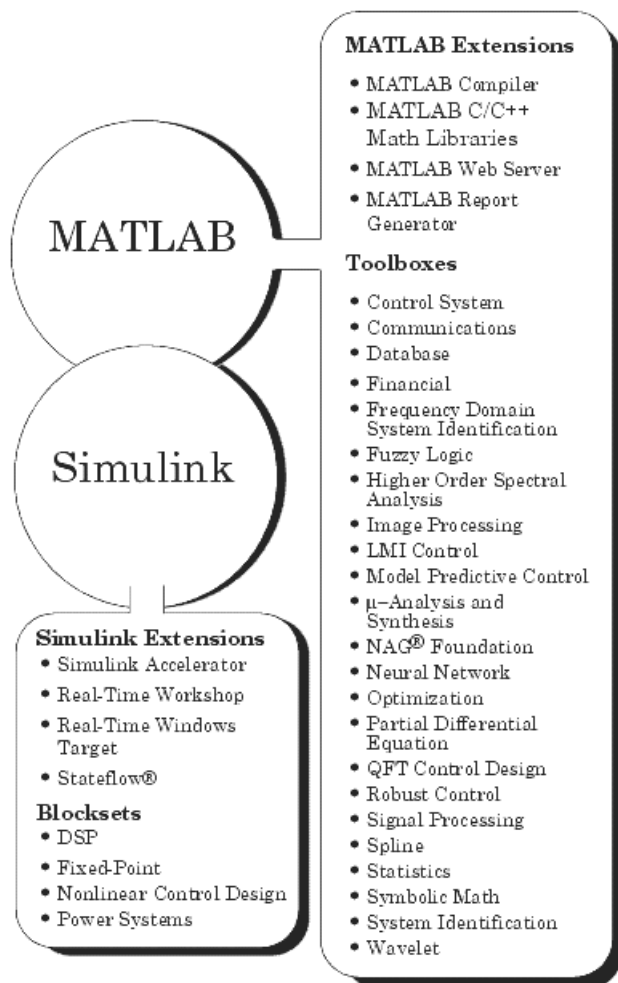 MATLAB
Simulink
Simulink Extensions
• Simulink Accelerator
• Real-Time Workshop
• Real-Time Windows
Target
• Stateflow®
Blocksets
• DSP
• Fixed-Point
• Nonlinear Control Design
• Power Systems
MATLAB Extensions
• MATLAB Compiler
• MATLAB C/C++
Math Libraries
• MATLAB Web Server
• MATLAB Report
Generator
Toolboxes
• Control System
• Communications
• Database
• Financial
• Frequency Domain
System Identification
• Fuzzy Logic
• Higher Order Spectral
Analysis
• Image Processing
• LMI Control
• Model Predictive Control
• μ–Analysis and
Synthesis
• NAG® Foundation
• Neural Network
• Optimization
• Partial Differential
Equation
• QFT Control Design
• Robust Control
• Signal Processing
• Spline
• Statistics
• Symbolic Math
• System Identification
• Wavelet